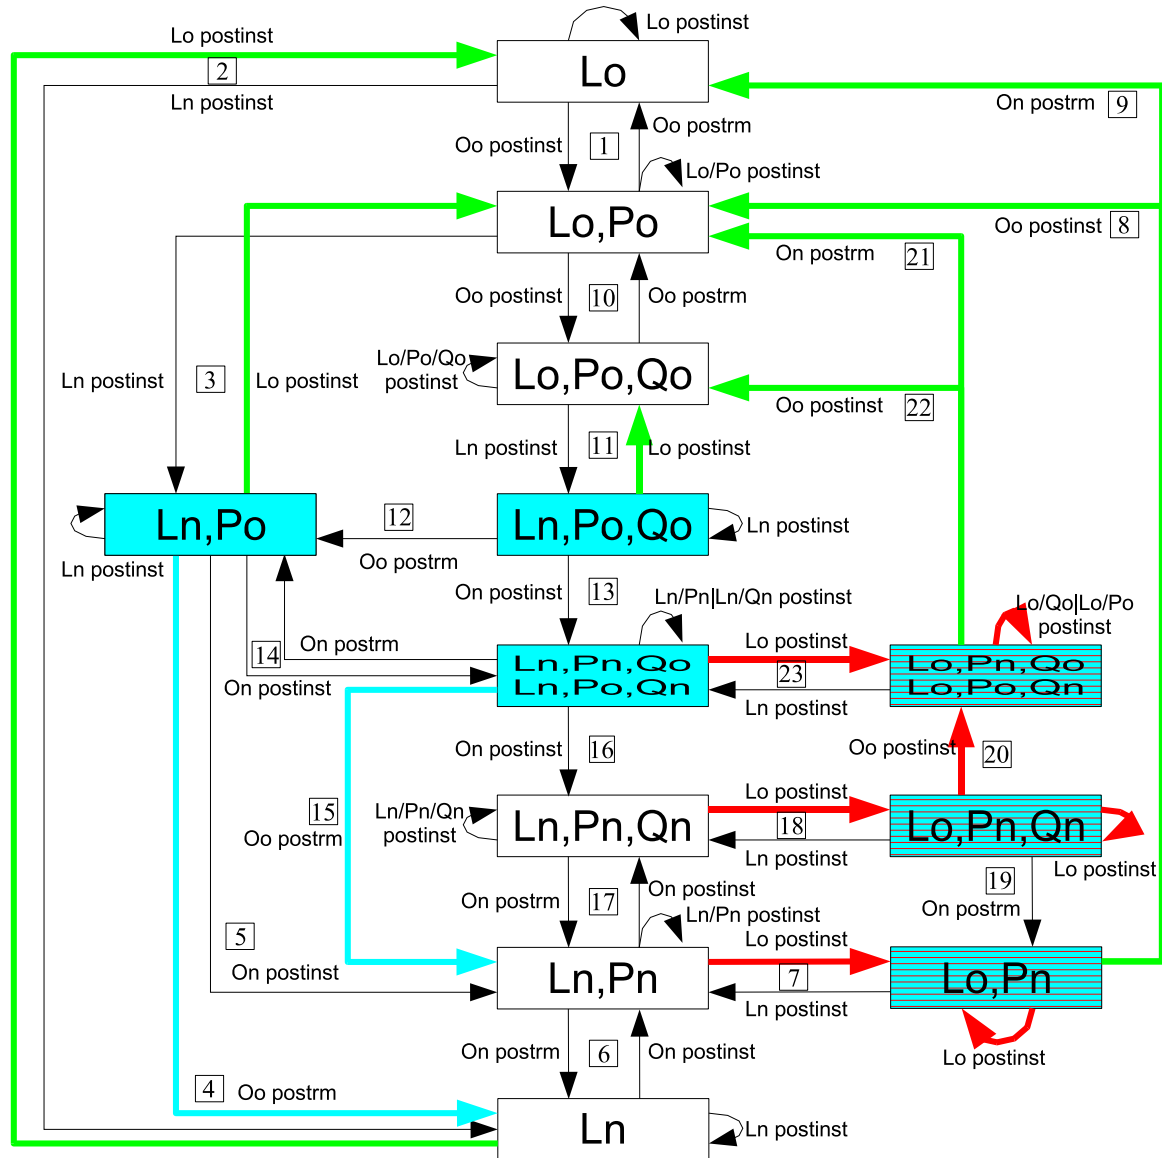 Lo postinst
Lo postinst
2
Lo
Ln postinst
On postrm
9
Oo postinst
1
Oo postrm
Lo/Po postinst
Lo,Po
Oo postinst
8
On postrm
21
Oo postinst
10
Oo postrm
Lo/Po/Qo
postinst
Lo,Po,Qo
Ln postinst
3
Lo postinst
Oo postinst
22
Ln postinst
11
Lo postinst
Ln,Po
12
Ln,Po,Qo
Ln postinst
Oo postrm
Ln postinst
On postinst
13
Ln/Pn|Ln/Qn postinst
Lo/Qo|Lo/Po
postinst
On postrm
14
Lo postinst
Ln,Pn,Qo
Ln,Po,Qn
Lo,Pn,Qo
Lo,Po,Qn
On postinst
23
Ln postinst
On postinst
16
Oo postinst
20
15
Oo postrm
Ln/Pn/Qn
postinst
Lo postinst
Ln,Pn,Qn
18
Lo,Pn,Qn
Ln postinst
Lo postinst
On postrm
17
On postinst
19
On postrm
Ln/Pn postinst
5
Lo postinst
On postinst
Ln,Pn
7
Lo,Pn
Ln postinst
On postrm
6
On postinst
Lo postinst
4
Oo postrm
Ln
Ln postinst